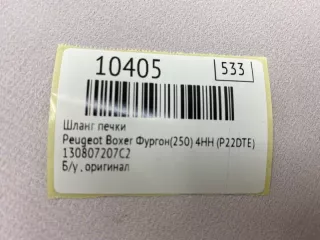 10405
533
Шланг печки
Peugeot Boxer Фургон(250) 4HH (P22DTE)
130807207C2
Б/у , оригинал